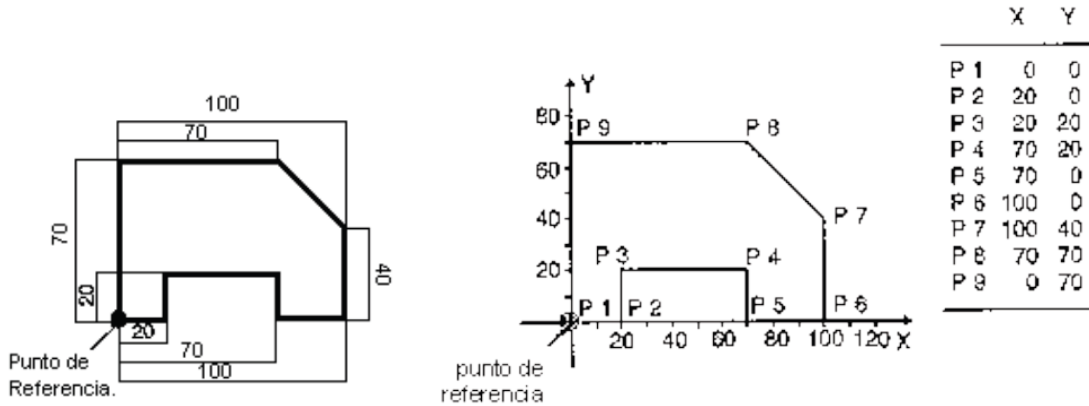 100
70
70
20
20
40
70
100
Punto de
Referencia.
Y
80
60
40
20
P 9
P 8
P 7
P 3
P 4
P 1
P 2
P 5
P 6
20 40 60 80 100 120 X
punto de
referencia
X Y
P 1 0 0
P 2 20 0
P 3 20 20
P 4 70 20
P 5 70 0
P 6 100 0
P 7 100 40
P 8 70 70
P 9 0 70